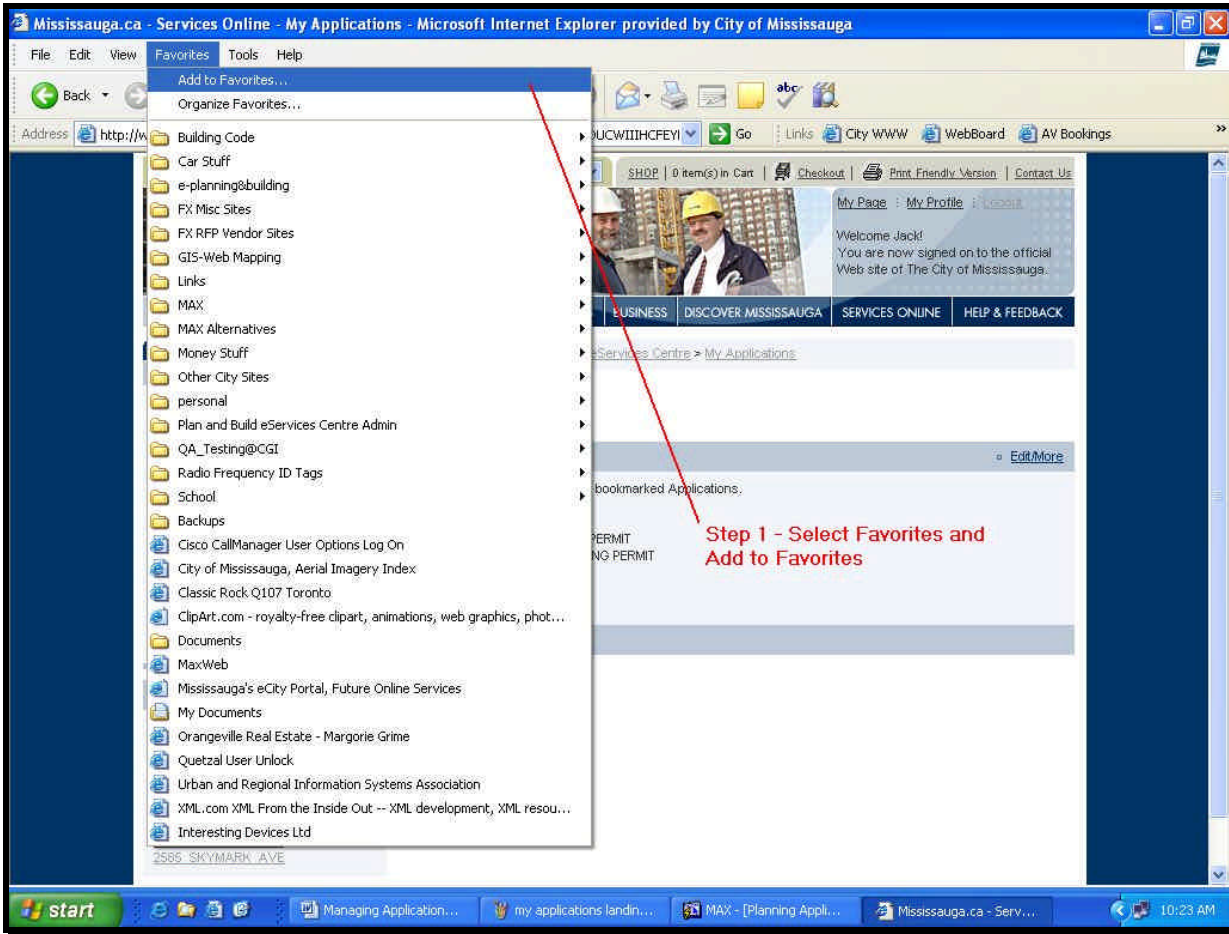 Mississauga.ca - Services Online - My Applications - Microsoft Internet Explorer provided by City of Mississauga
File Edit View Favorites Tools Help
Add to Favorites...
Organize Favorites...
Back
abc
Address http://w
Go Links City WWW WebBoard AV Bookings »
Building Code
Car Stuff
e-planning&building
FX Misc Sites
FX RFP Vendor Sites
GIS-Web Mapping
Links
MAX
MAX Alternatives
Money Stuff
Other City Sites
personal
Plan and Build eServices Centre Admin
QA_Testing@CGI
Radio Frequency ID Tags
School
Backups
Cisco CallManager User Options Log On
City of Mississauga, Aerial Imagery Index
Classic Rock Q107 Toronto
ClipArt.com - royalty-free clipart, animations, web graphics, phot...
Documents
MaxWeb
Mississauga's eCity Portal, Future Online Services
My Documents
Orangeville Real Estate - Margorie Grime
Quetzal User Unlock
Urban and Regional Information Systems Association
XML.com XML From the Inside Out -- XML development, XML resou...
Interesting Devices Ltd
SHOP | 0 item(s) in Cart | Checkout | Print Friendly Version | Contact Us
My Page My Profile Logout
Welcome Jack!
You are now signed on to the official
Web site of The City of Mississauga.
BUSINESS DISCOVER MISSISSAUGA SERVICES ONLINE HELP & FEEDBACK
eServices Centre > My Applications
Edit/More
bookmarked Applications.
PERMIT
NG PERMIT
Step 1 - Select Favorites and
Add to Favorites
2585 SKYMARK AVE
start Managing Application... my applications landin... MAX - [Planning Appli... Mississauga.ca - Serv... 10:23 AM